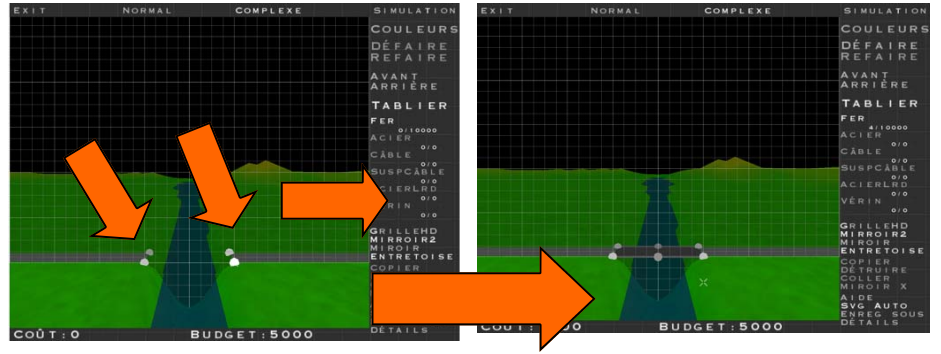 EXIT NORMAL COMPLEXE SIMULATION
COULEURS
DÉFAIRE
REFAIRE
AVANT
ARRIÈRE
TABLIER
FER
0/10000
ACIER
0/0
CÂBLE
0/0
SUSPCÂBLE
0/0
0/0
0/0
GRILLEHD
MIRROIR2
MIROIR
ENTRETOISE
COPIER
DÉTAILS
COÛT:0 BUDGET:5000
EXIT NORMAL COMPLEXE SIMULATION
COULEURS
DÉFAIRE
REFAIRE
AVANT
ARRIÈRE
TABLIER
FER
4/10000
ACIER
0/0
CÂBLE
0/0
SUSPCÂBLE
0/0
ACIERLRD
0/0
VÉRIN
0/0
GRILLEHD
MIRROIR2
MIROIR
ENTRETOISE
COPIER
DÉTRUIRE
COLLER
MIROIR X
AIDE
SVG AUTO
ENREG SOUS
DÉTAILS
BUDGET:5000